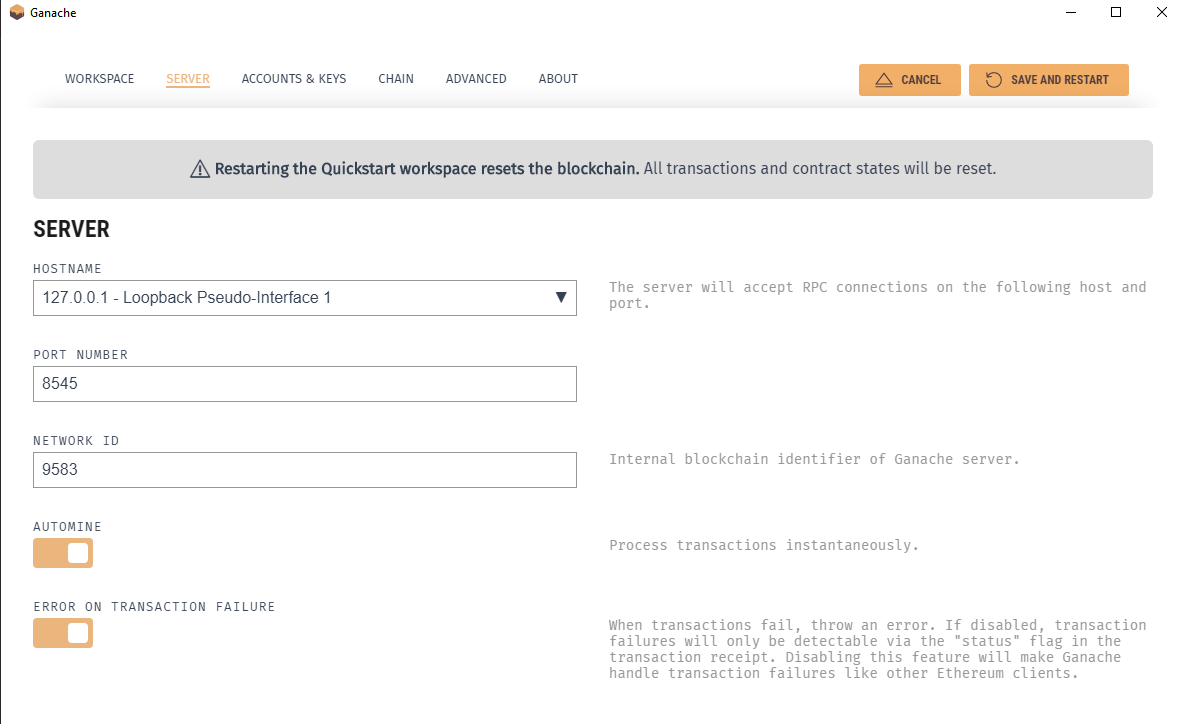 Ganache
WORKSPACE SERVER ACCOUNTS & KEYS CHAIN ADVANCED ABOUT CANCEL SAVE AND RESTART
Restarting the Quickstart workspace resets the blockchain. All transactions and contract states will be reset.
SERVER
HOSTNAME
127.0.0.1 - Loopback Pseudo-Interface 1
The server will accept RPC connections on the following host and
port.
PORT NUMBER
8545
NETWORK ID
9583
Internal blockchain identifier of Ganache server.
AUTOMINE
Process transactions instantaneously.
ERROR ON TRANSACTION FAILURE
When transactions fail, throw an error. If disabled, transaction
failures will only be detectable via the "status" flag in the
transaction receipt. Disabling this feature will make Ganache
handle transaction failures like other Ethereum clients.